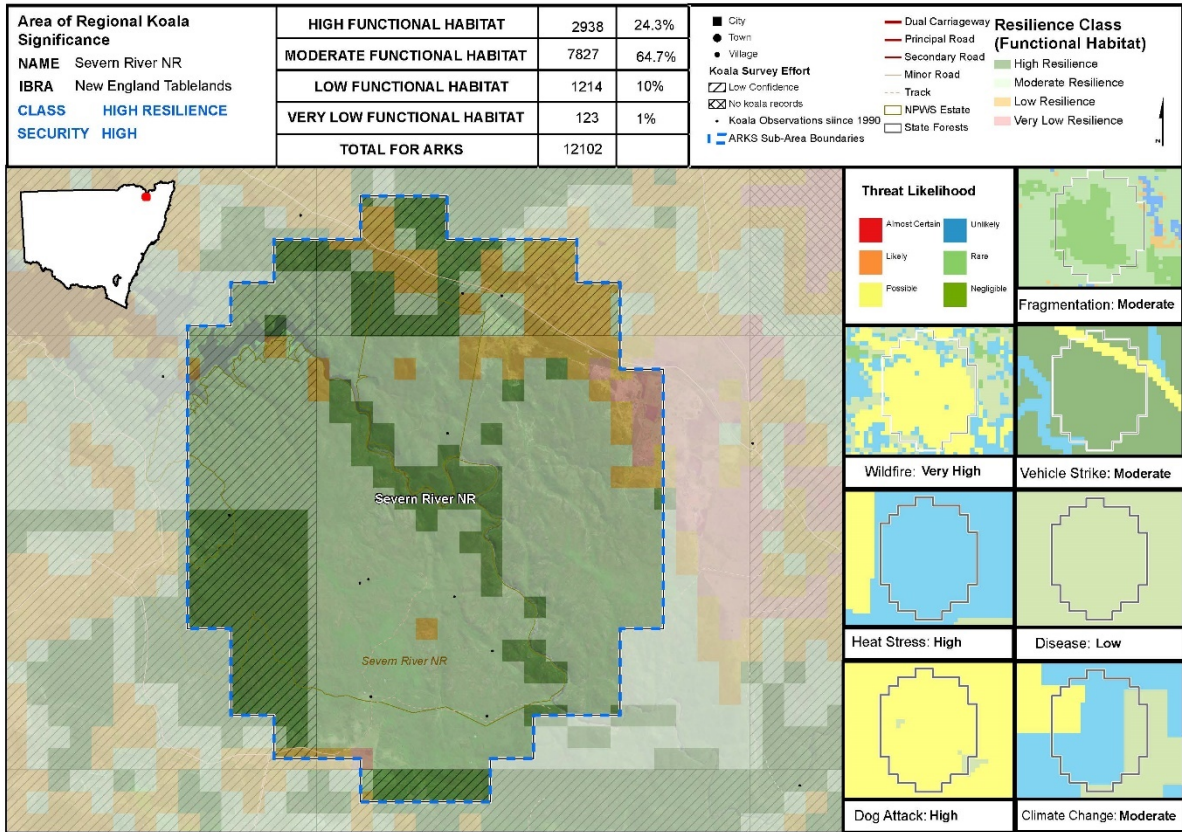 Area of Regional Koala
Significance
NAME Severn River NR
IBRA New England Tablelands
CLASS HIGH RESILIENCE
SECURITY HIGH
HIGH FUNCTIONAL HABITAT 2938 24.3%
MODERATE FUNCTIONAL HABITAT 7827 64.7%
LOW FUNCTIONAL HABITAT 1214 10%
VERY LOW FUNCTIONAL HABITAT 123 1%
TOTAL FOR ARKS 12102
City
Town
Village
Koala Survey Effort
Low Confidence
No koala records
Koala Observations siince 1990
ARKS Sub-Area Boundaries
Dual Carriageway
Principal Road
Secondary Road
Minor Road
Track
NPWS Estate
State Forests
Resilience Class
(Functional Habitat)
High Resilience
Moderate Resilience
Low Resilience
Very Low Resilience
N
Severn River NR
Severn River NR
Threat Likelihood
Almost Certain
Unlikely
Likely
Rare
Possible
Negligible
Fragmentation: Moderate
Wildfire: Very High
Vehicle Strike: Moderate
Heat Stress: High
Disease: Low
Dog Attack: High
Climate Change: Moderate